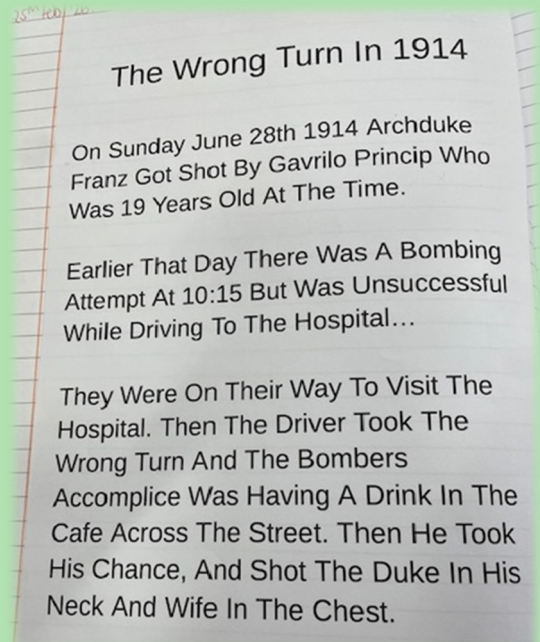 25th Feb/ 26.
The Wrong Turn In 1914
On Sunday June 28th 1914 Archduke
Franz Got Shot By Gavrilo Princip Who
Was 19 Years Old At The Time.
Earlier That Day There Was A Bombing
Attempt At 10:15 But Was Unsuccessful
While Driving To The Hospital…
They Were On Their Way To Visit The
Hospital. Then The Driver Took The
Wrong Turn And The Bombers
Accomplice Was Having A Drink In The
Cafe Across The Street. Then He Took
His Chance, And Shot The Duke In His
Neck And Wife In The Chest.